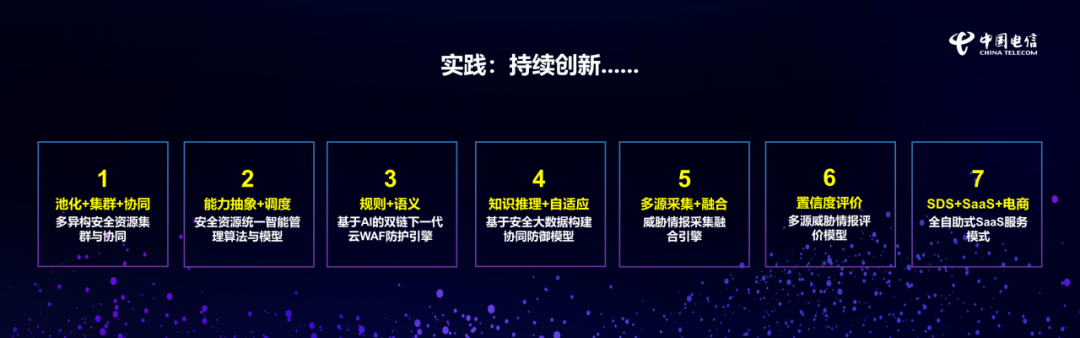 中国电信
CHINA TELECOM
实践：持续创新......
1
池化+集群+协同
多异构安全资源集
群与协同
2
能力抽象+调度
安全资源统一智能管
理算法与模型
3
规则+语义
基于AI的双链下一代
云WAF防护引擎
4
知识推理+自适应
基于安全大数据构建
协同防御模型
5
多源采集+融合
威胁情报采集融
合引擎
6
置信度评价
多源威胁情报评
价模型
7
SDS+SaaS+电商
全自助式SaaS服务
模式